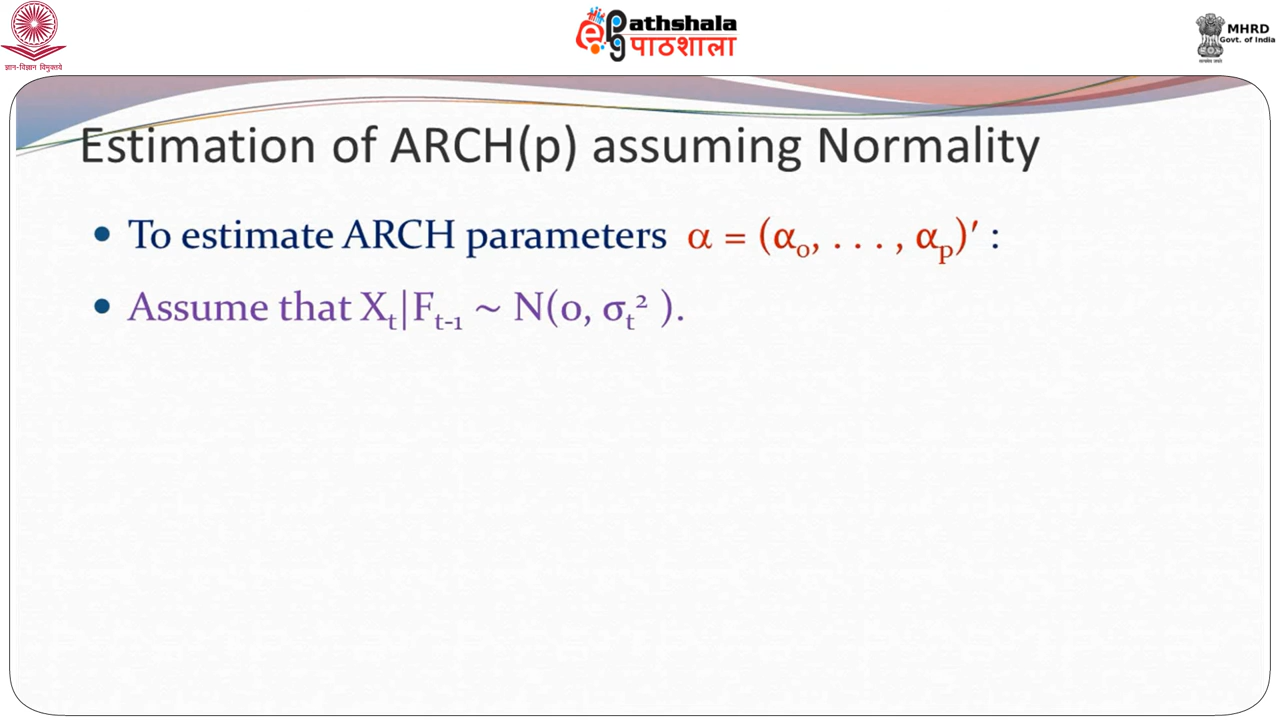 ज्ञान-विज्ञान विमुक्तये
ePathshala
पाठशाला
MHRD
Govt. of India
Estimation of ARCH(p) assuming Normality
• To estimate ARCH parameters α = (α₀, . . . , αₚ)′ :
• Assume that Xₜ|Fₜ₋₁ ~ N(0, σₜ² ).